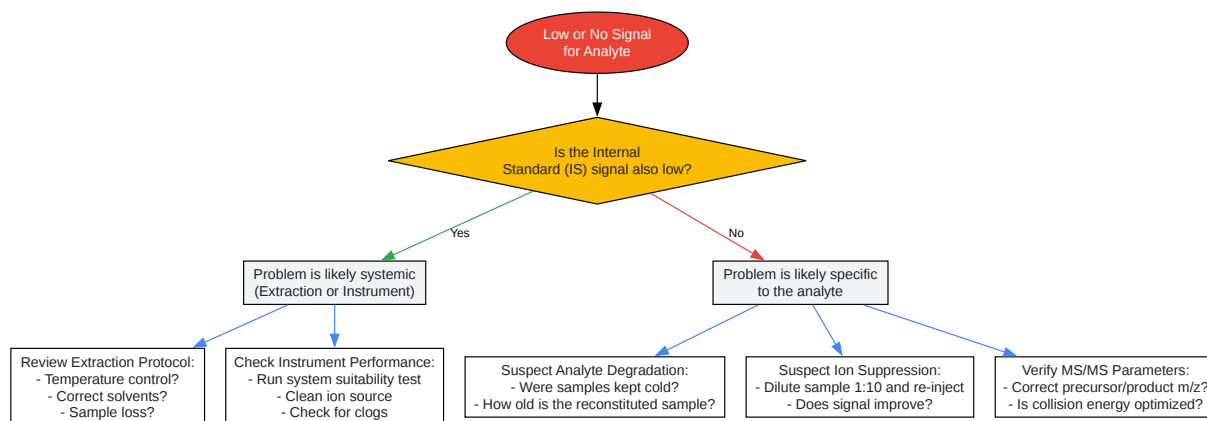 Low or No Signal
for Analyte
Is the Internal
Standard (IS) signal also low?
Yes
No
Problem is likely systemic
(Extraction or Instrument)
Problem is likely specific
to the analyte
Review Extraction Protocol:
- Temperature control?
- Correct solvents?
- Sample loss?
Check Instrument Performance:
- Run system suitability test
- Clean ion source
- Check for clogs
Suspect Analyte Degradation:
- Were samples kept cold?
- How old is the reconstituted sample?
Suspect Ion Suppression:
- Dilute sample 1:10 and re-inject
- Does signal improve?
Verify MS/MS Parameters:
- Correct precursor/product m/z?
- Is collision energy optimized?